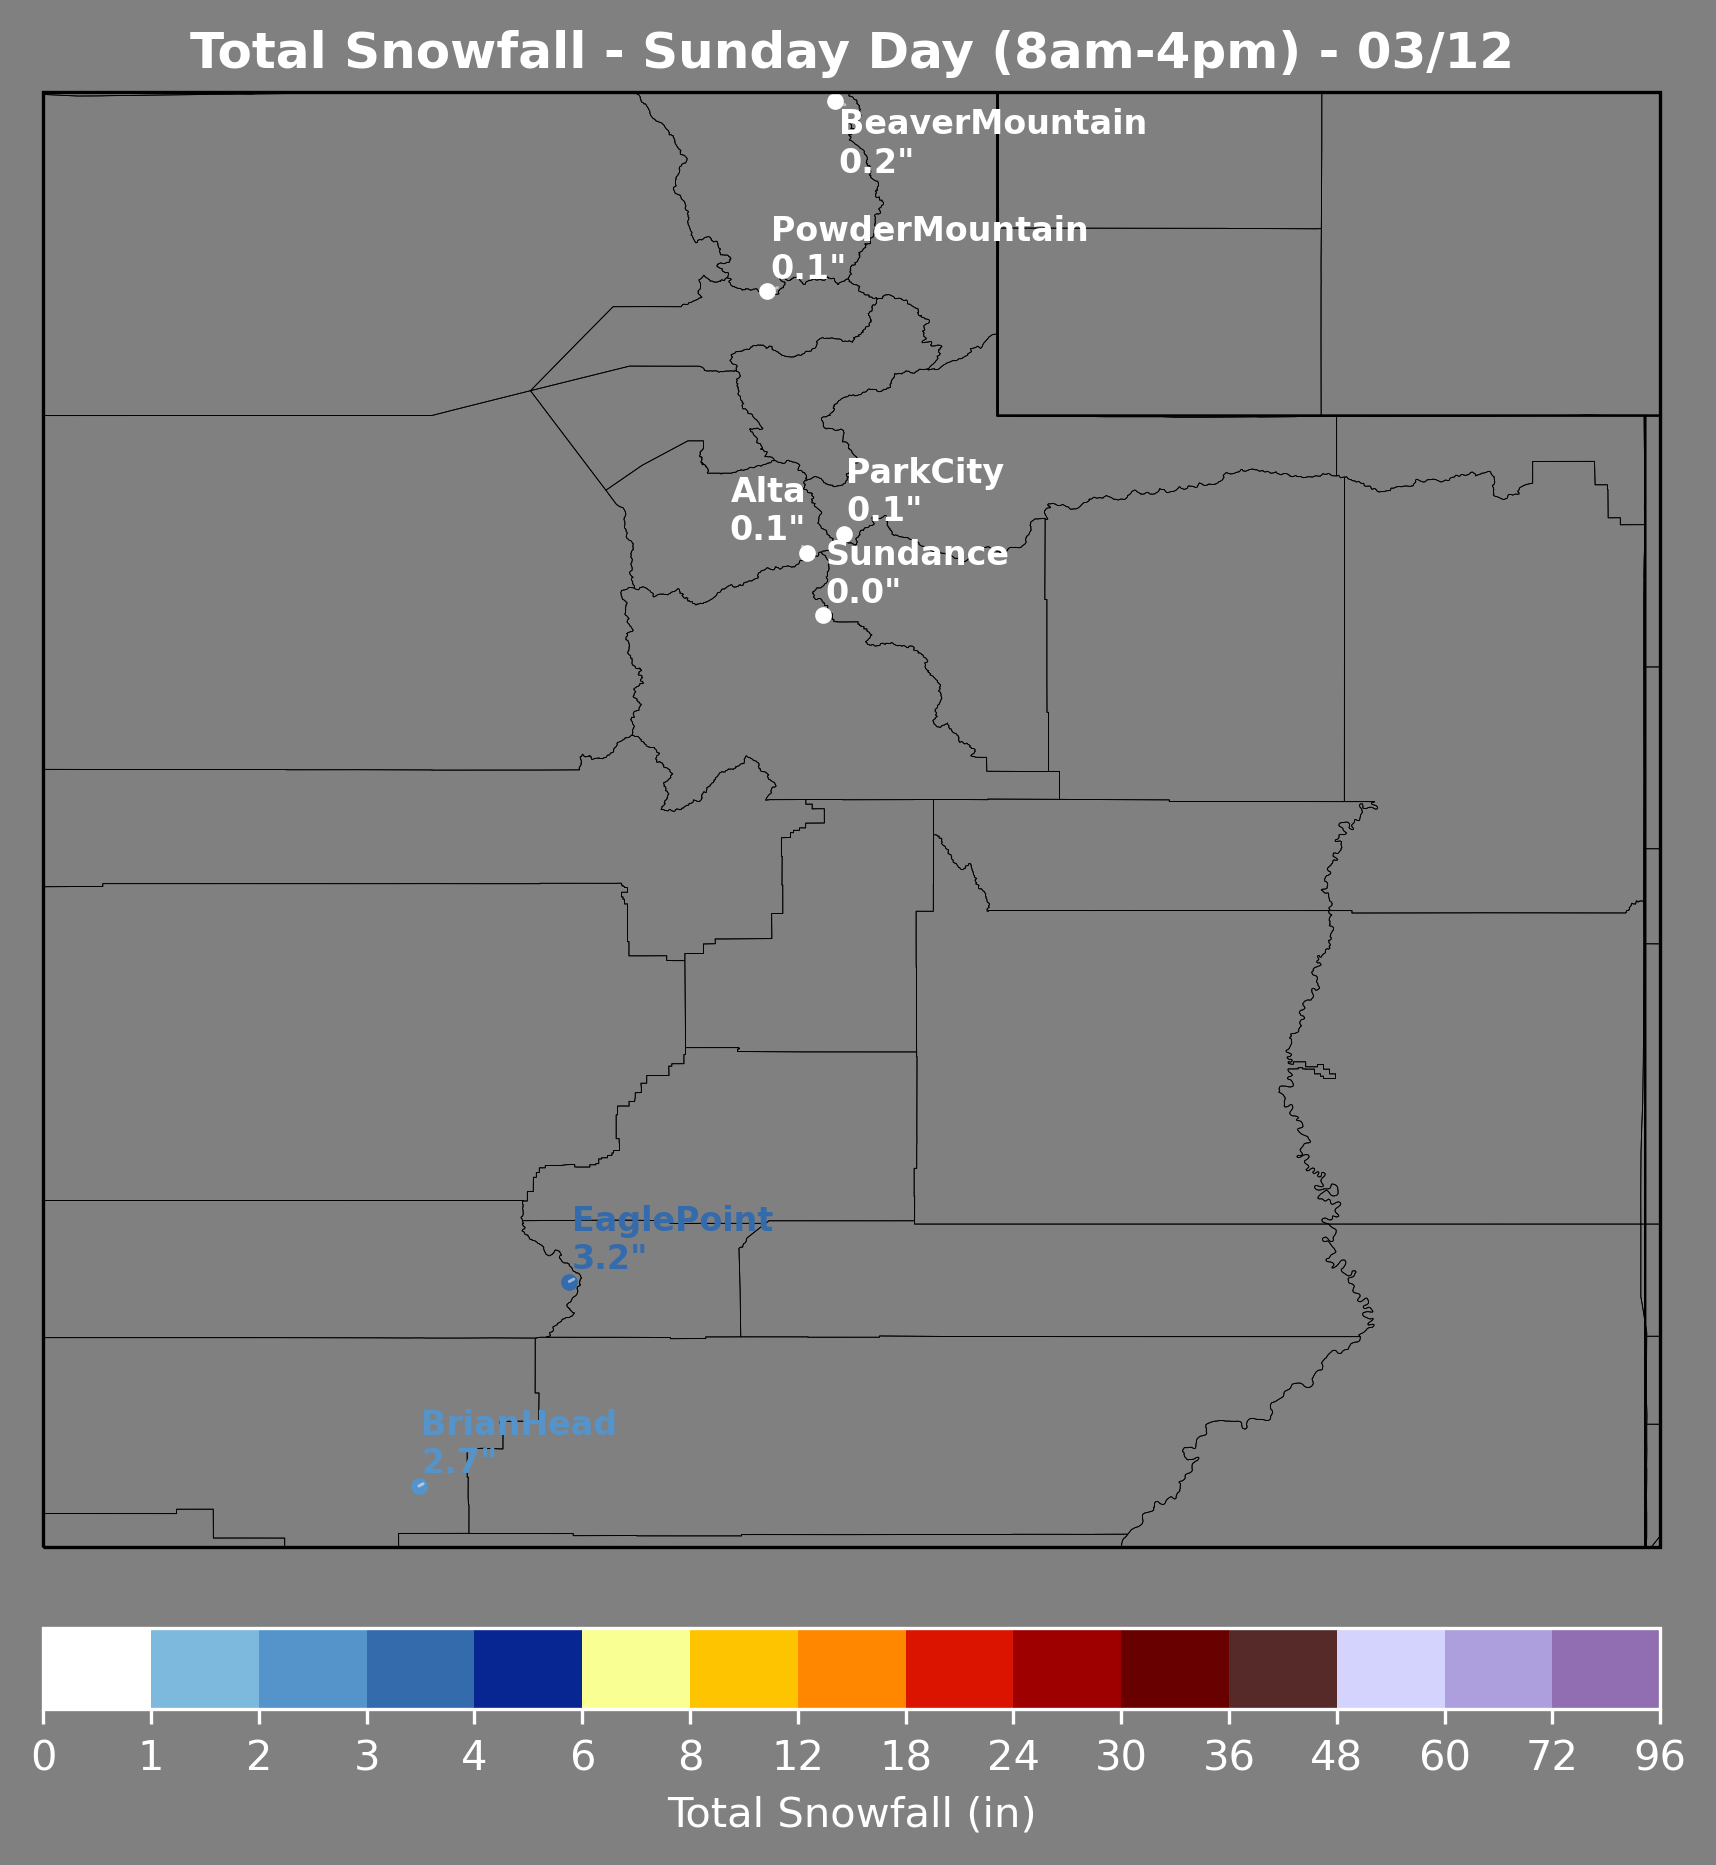 Total Snowfall - Sunday Day (8am-4pm) - 03/12
BeaverMountain
0.2"
PowderMountain
0.1"
ParkCity
0.1"
Alta
0.1"
Sundance
0.0"
EaglePoint
3.2"
BrianHead
2.7"
0 1 2 3 4 6 8 12 18 24 30 36 48 60 72 96
Total Snowfall (in)